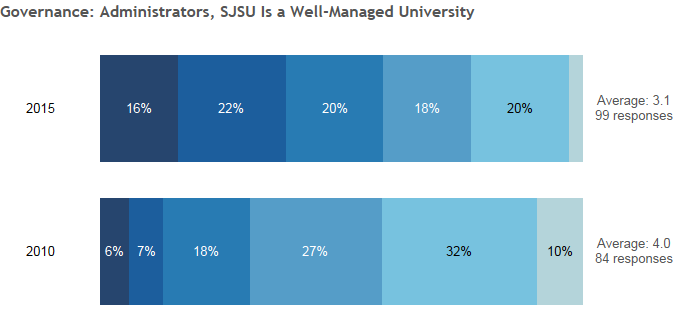 Governance: Administrators, SJSU Is a Well-Managed University
2015
16%
22%
20%
18%
20%
Average: 3.1
99 responses
2010
6%
7%
18%
27%
32%
10%
Average: 4.0
84 responses